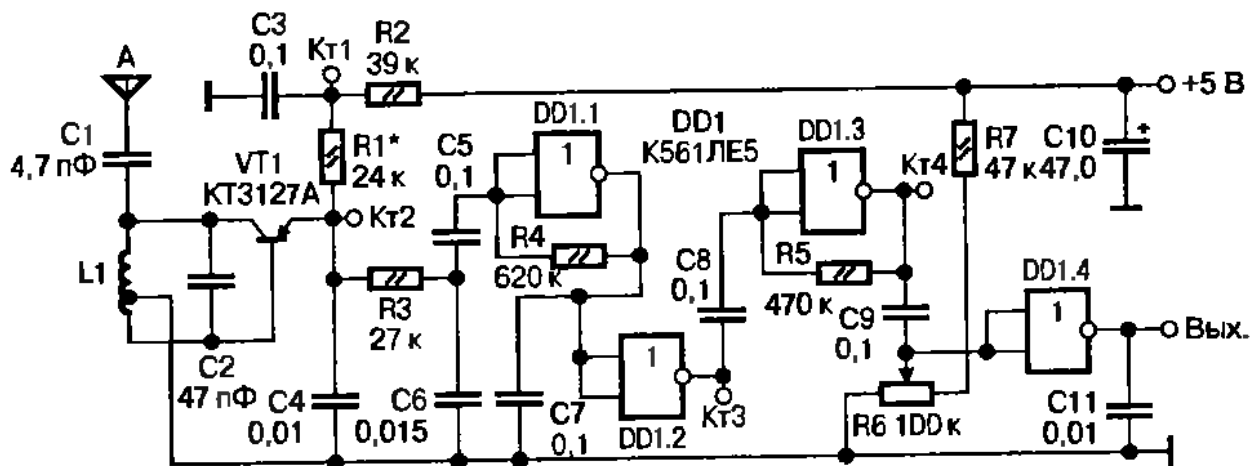 A
C1
4,7 пФ
C3
0,1
Кт1
R2
39 к
+5 В
R1*
24 к
VT1
КТ3127А
Кт2
L1
C2
47 пФ
C4
0,01
R3
27 к
C5
0,1
C6
0,015
DD1.1
1
R4
620 к
C7
0,1
DD1
К561ЛЕ5
DD1.2
1
Кт3
C8
0,1
DD1.3
1
Кт4
R5
470 к
C9
0,1
R6 100 к
R7
47 к
C10
47,0
+
DD1.4
1
Вых.
C11
0,01